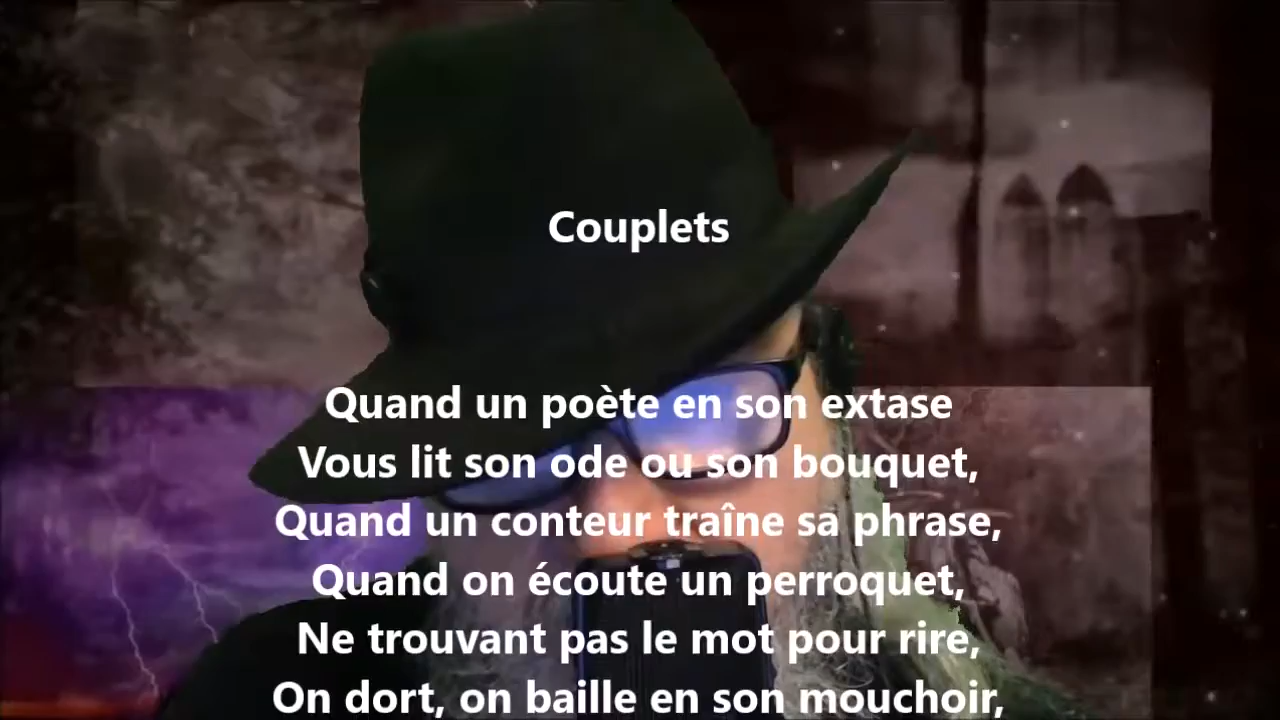 Couplets
Quand un poète en son extase
Vous lit son ode ou son bouquet,
Quand un conteur traîne sa phrase,
Quand on écoute un perroquet,
Ne trouvant pas le mot pour rire,
On dort, on baille en son mouchoir,